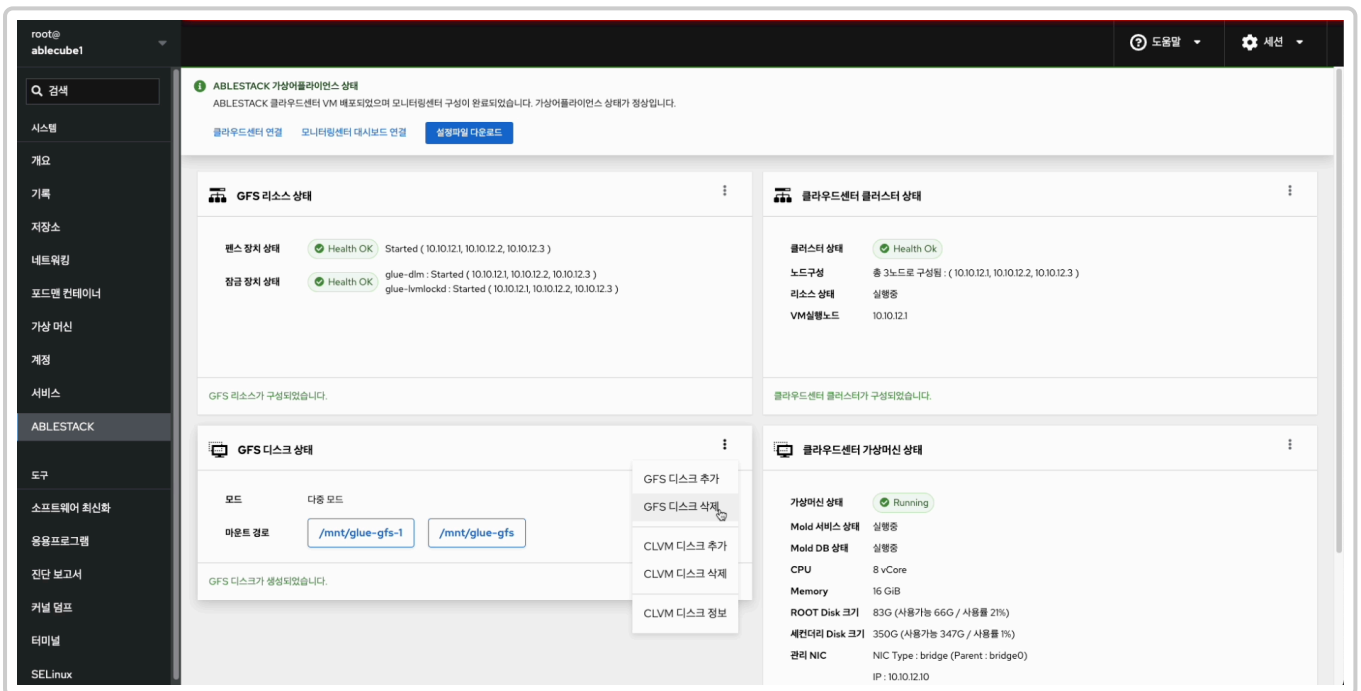 root@
ablecube1
도움말
세션
검색
시스템
개요
기록
저장소
네트워킹
포드맨 컨테이너
가상 머신
계정
서비스
ABLESTACK
도구
소프트웨어 최신화
응용프로그램
진단 보고서
커널 덤프
터미널
SELinux
ABLESTACK 가상어플라이언스 상태
ABLESTACK 클라우드센터 VM 배포되었으며 모니터링센터 구성이 완료되었습니다. 가상어플라이언스 상태가 정상입니다.
클라우드센터 연결 모니터링센터 대시보드 연결 설정파일 다운로드
GFS 리소스 상태
펜스 장치 상태 Health OK Started ( 10.10.12.1, 10.10.12.2, 10.10.12.3 )
잠금 장치 상태 Health OK glue-dlm : Started ( 10.10.12.1, 10.10.12.2, 10.10.12.3 )
glue-lvmlockd : Started ( 10.10.12.1, 10.10.12.2, 10.10.12.3 )
GFS 리소스가 구성되었습니다.
클라우드센터 클러스터 상태
클러스터 상태 Health Ok
노드구성 총 3노드로 구성됨 : ( 10.10.12.1, 10.10.12.2, 10.10.12.3 )
리소스 상태 실행중
VM실행노드 10.10.12.1
클라우드센터 클러스터가 구성되었습니다.
GFS 디스크 상태
모드 다중 모드
마운트 경로 /mnt/glue-gfs-1 /mnt/glue-gfs
GFS 디스크가 생성되었습니다.
GFS 디스크 추가
GFS 디스크 삭제
CLVM 디스크 추가
CLVM 디스크 삭제
CLVM 디스크 정보
클라우드센터 가상머신 상태
가상머신 상태 Running
Mold 서비스 상태 실행중
Mold DB 상태 실행중
CPU 8 vCore
Memory 16 GiB
ROOT Disk 크기 83G (사용가능 66G / 사용률 21%)
세컨더리 Disk 크기 350G (사용가능 347G / 사용률 1%)
관리 NIC NIC Type : bridge (Parent : bridge0)
IP : 10.10.12.10